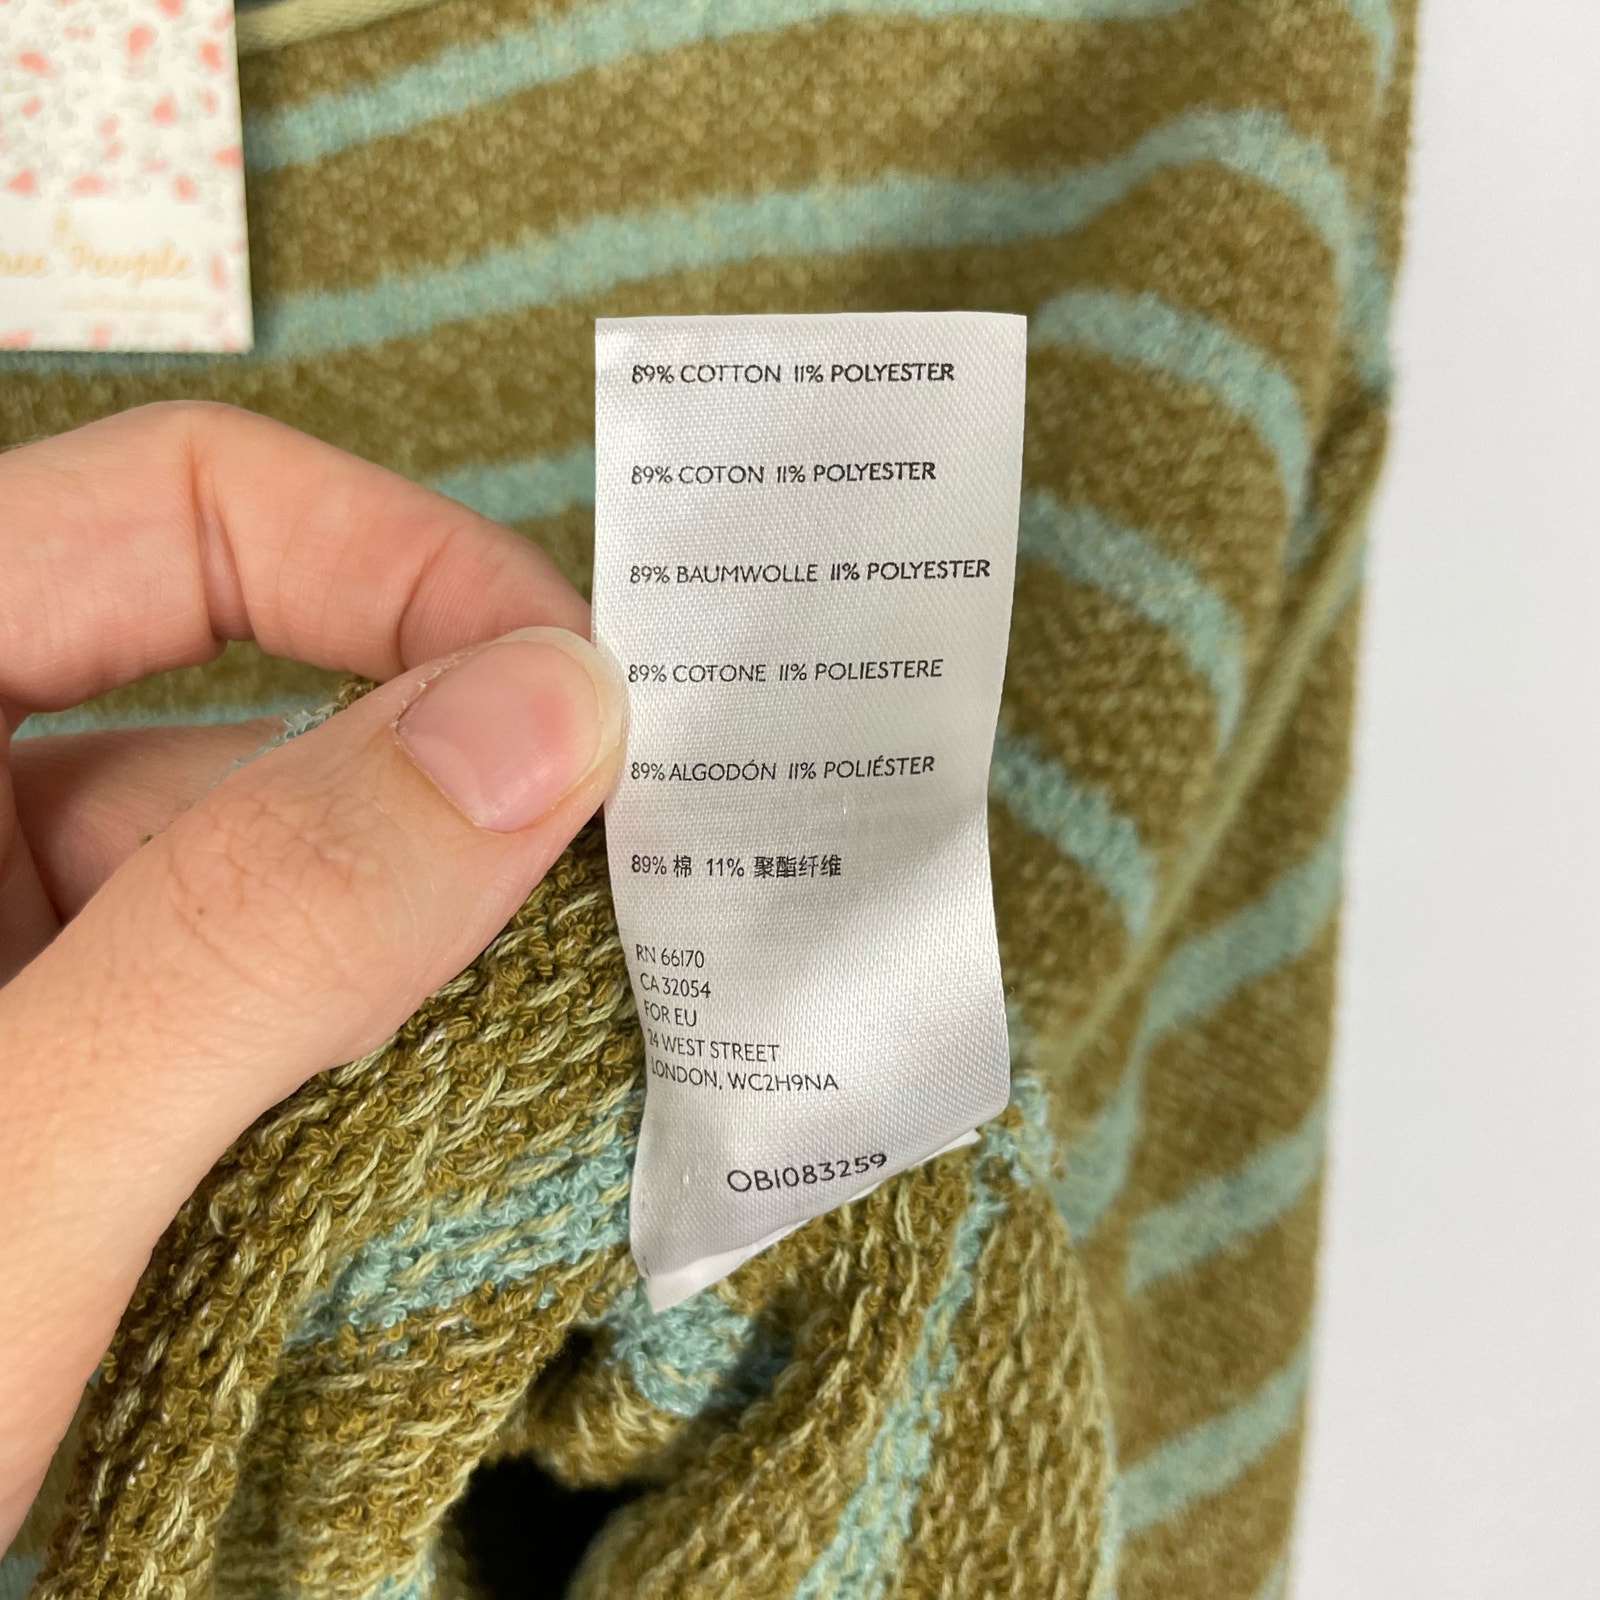 People
89% COTTON 11% POLYESTER
89% COTON 11% POLYESTER
89% BAUMWOLLE 11% POLYESTER
89% COTONE 11% POLIESTERE
89% ALGODÓN 11% POLIÉSTER
89% 棉 11% 聚酯纤维
RN 66170
CA 32054
FOR EU
24 WEST STREET
LONDON, WC2H9NA
OB1083259